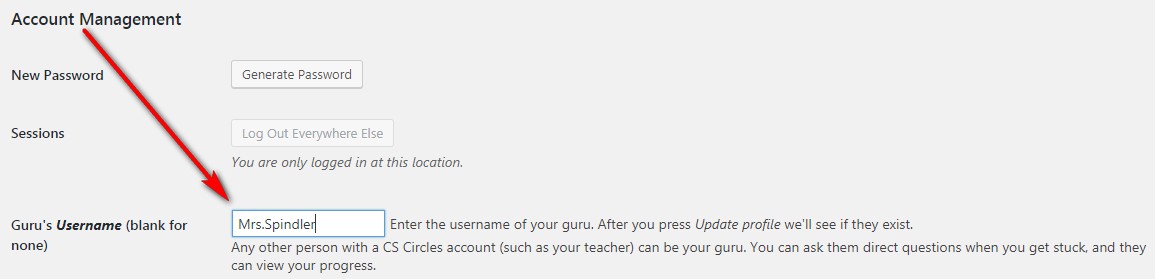 Account Management
New Password
Generate Password
Sessions
Log Out Everywhere Else
You are only logged in at this location.
Guru's Username (blank for
none)
Mrs.Spindler
Enter the username of your guru. After you press Update profile we'll see if they exist.
Any other person with a CS Circles account (such as your teacher) can be your guru. You can ask them direct questions when you get stuck, and they
can view your progress.